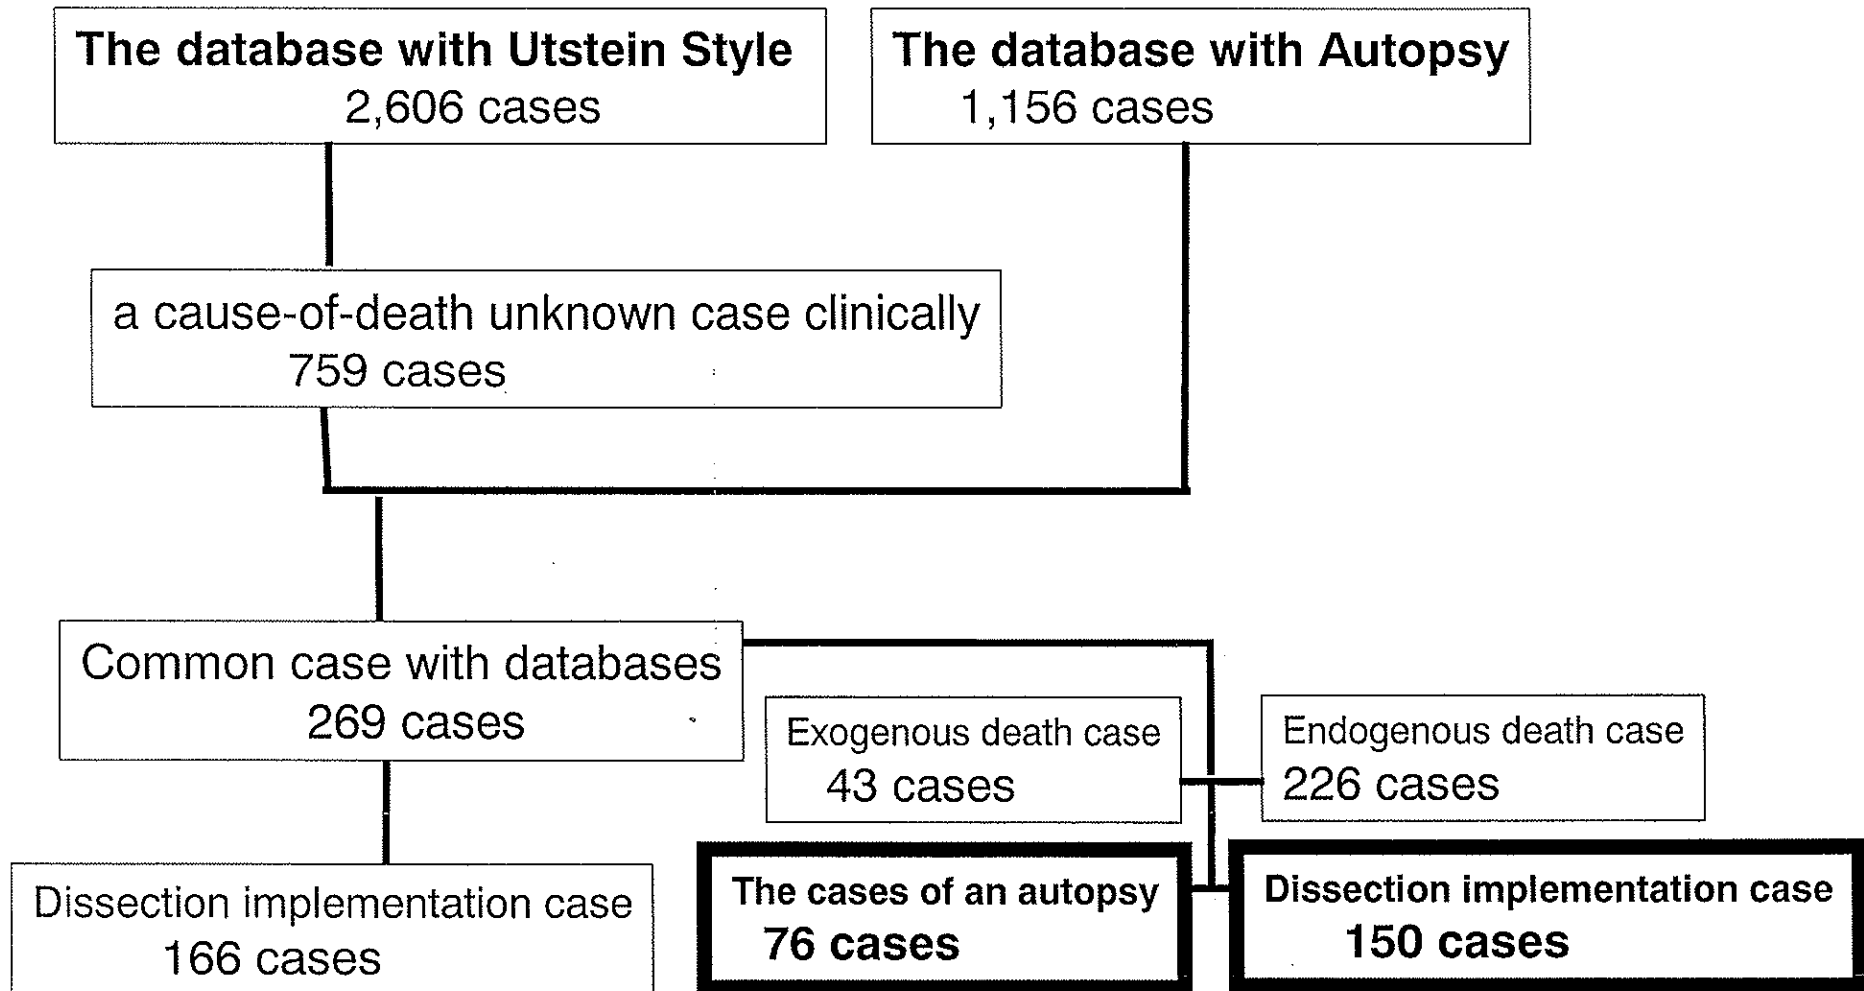 The database with Utstein Style
2,606 cases
The database with Autopsy
1,156 cases
a cause-of-death unknown case clinically
759 cases
Common case with databases
269 cases
Exogenous death case
43 cases
Endogenous death case
226 cases
Dissection implementation case
166 cases
The cases of an autopsy
76 cases
Dissection implementation case
150 cases